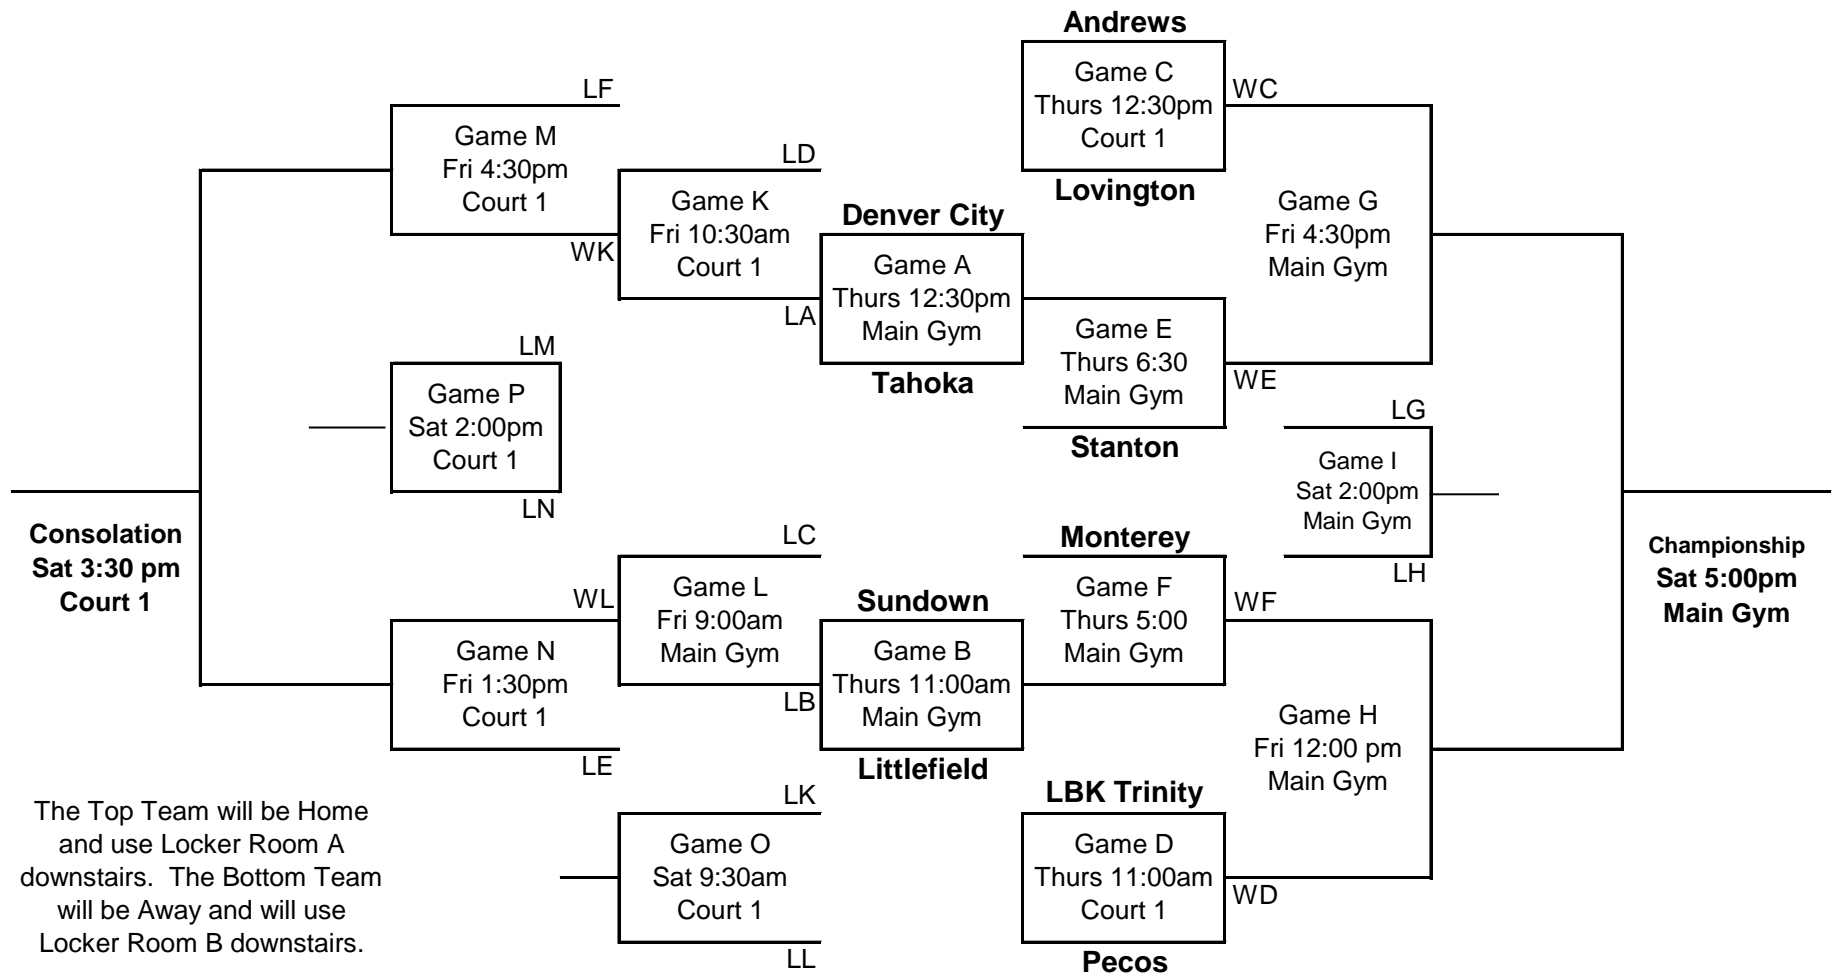 Andrews
Game C
Thurs 12:30pm
Court 1
WC
Lovington
LF
Game M
Fri 4:30pm
Court 1
WK
LD
Game K
Fri 10:30am
Court 1
LA
Denver City
Game A
Thurs 12:30pm
Main Gym
Tahoka
Game G
Fri 4:30pm
Main Gym
Game E
Thurs 6:30
Main Gym
WE
Stanton
LM
Game P
Sat 2:00pm
Court 1
LN
LG
Game I
Sat 2:00pm
Main Gym
LH
Consolation
Sat 3:30 pm
Court 1
Championship
Sat 5:00pm
Main Gym
LC
Game L
Fri 9:00am
Main Gym
WL
LB
Monterey
Game F
Thurs 5:00
Main Gym
WF
Sundown
Game B
Thurs 11:00am
Main Gym
Littlefield
Game N
Fri 1:30pm
Court 1
LE
Game H
Fri 12:00 pm
Main Gym
LK
Game O
Sat 9:30am
Court 1
LL
LBK Trinity
Game D
Thurs 11:00am
Court 1
WD
Pecos
The Top Team will be Home
and use Locker Room A
downstairs.  The Bottom Team
will be Away and will use
Locker Room B downstairs.